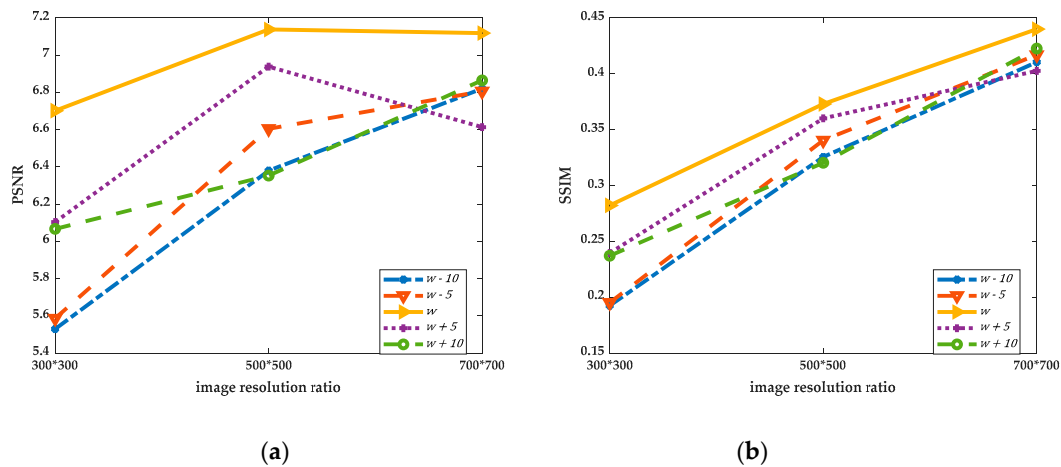 7.2
7
6.8
6.6
6.4
6.2
6
5.8
5.6
5.4
PSNR
300*300
500*500
700*700
image resolution ratio
w - 10
w - 5
w
w + 5
w + 10
(a)
0.45
0.4
0.35
0.3
0.25
0.2
0.15
SSIM
300*300
500*500
700*700
image resolution ratio
w - 10
w - 5
w
w + 5
w + 10
(b)